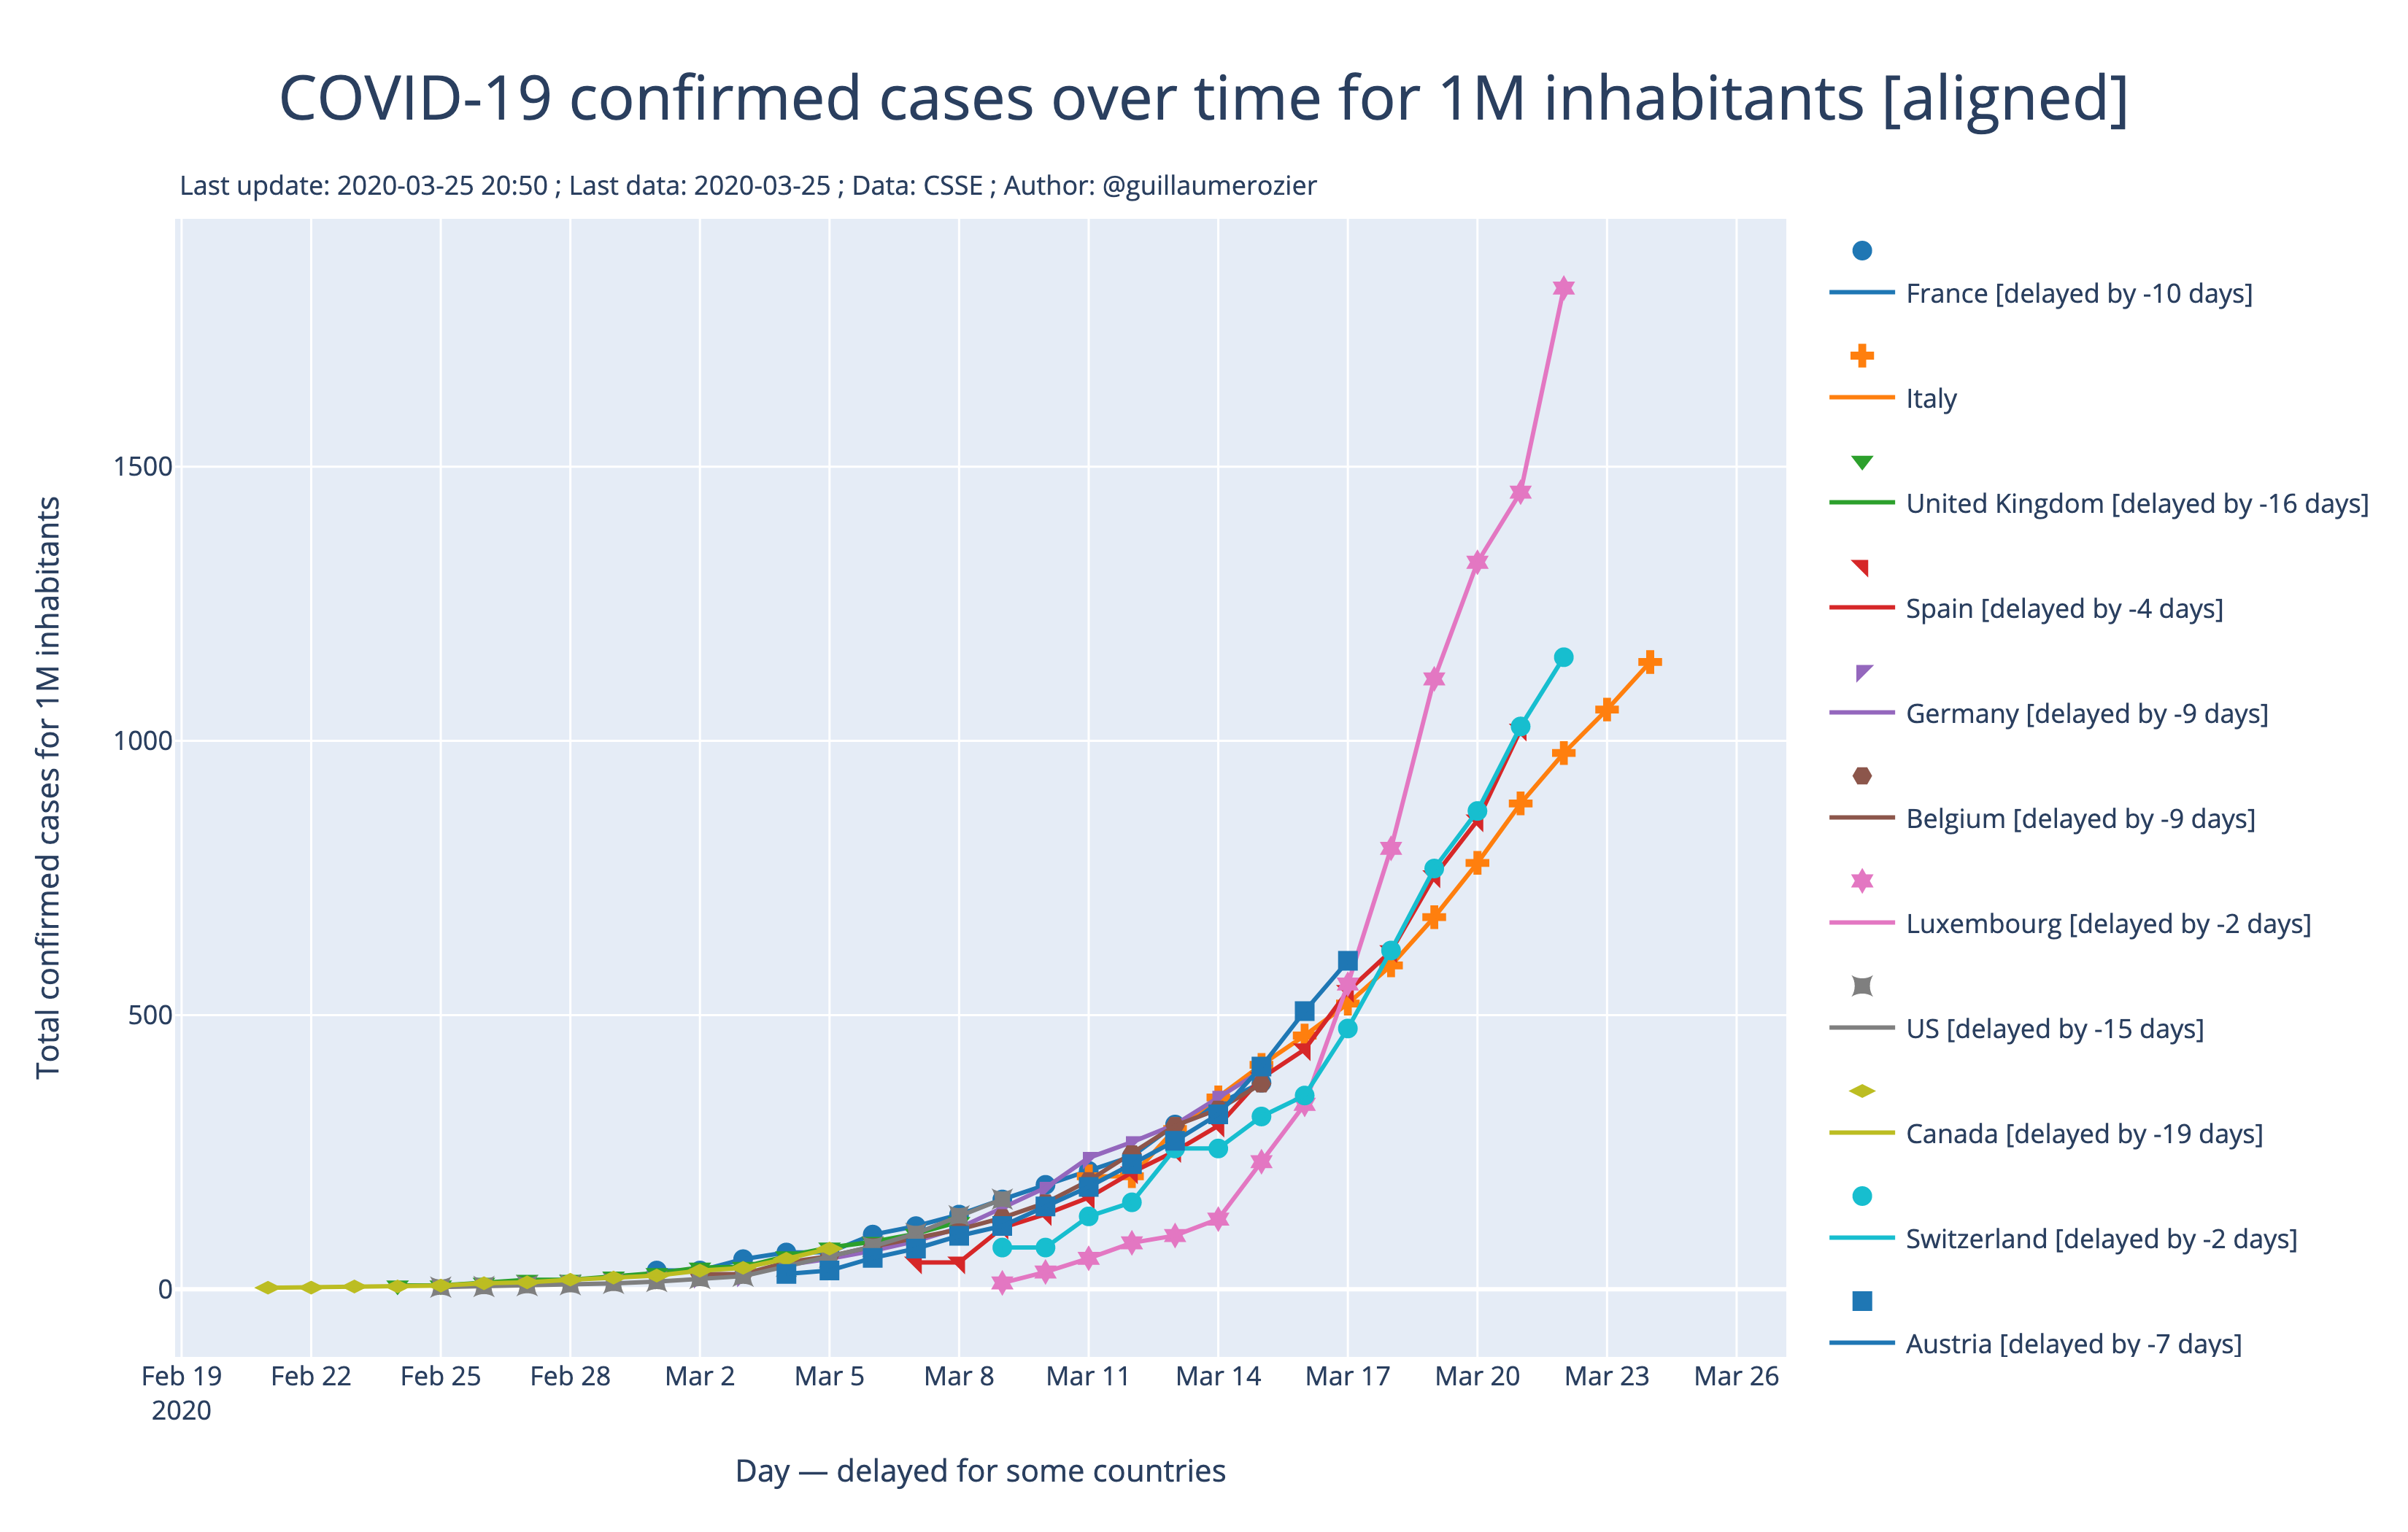 COVID-19 confirmed cases over time for 1M inhabitants [aligned]
Last update: 2020-03-25 20:50 ; Last data: 2020-03-25 ; Data: CSSE ; Author: @guillaumerozier
Total confirmed cases for 1M inhabitants
1500
1000
500
0
Feb 19
2020
Feb 22
Feb 25
Feb 28
Mar 2
Mar 5
Mar 8
Mar 11
Mar 14
Mar 17
Mar 20
Mar 23
Mar 26
Day — delayed for some countries
France [delayed by -10 days]
Italy
United Kingdom [delayed by -16 days]
Spain [delayed by -4 days]
Germany [delayed by -9 days]
Belgium [delayed by -9 days]
Luxembourg [delayed by -2 days]
US [delayed by -15 days]
Canada [delayed by -19 days]
Switzerland [delayed by -2 days]
Austria [delayed by -7 days]